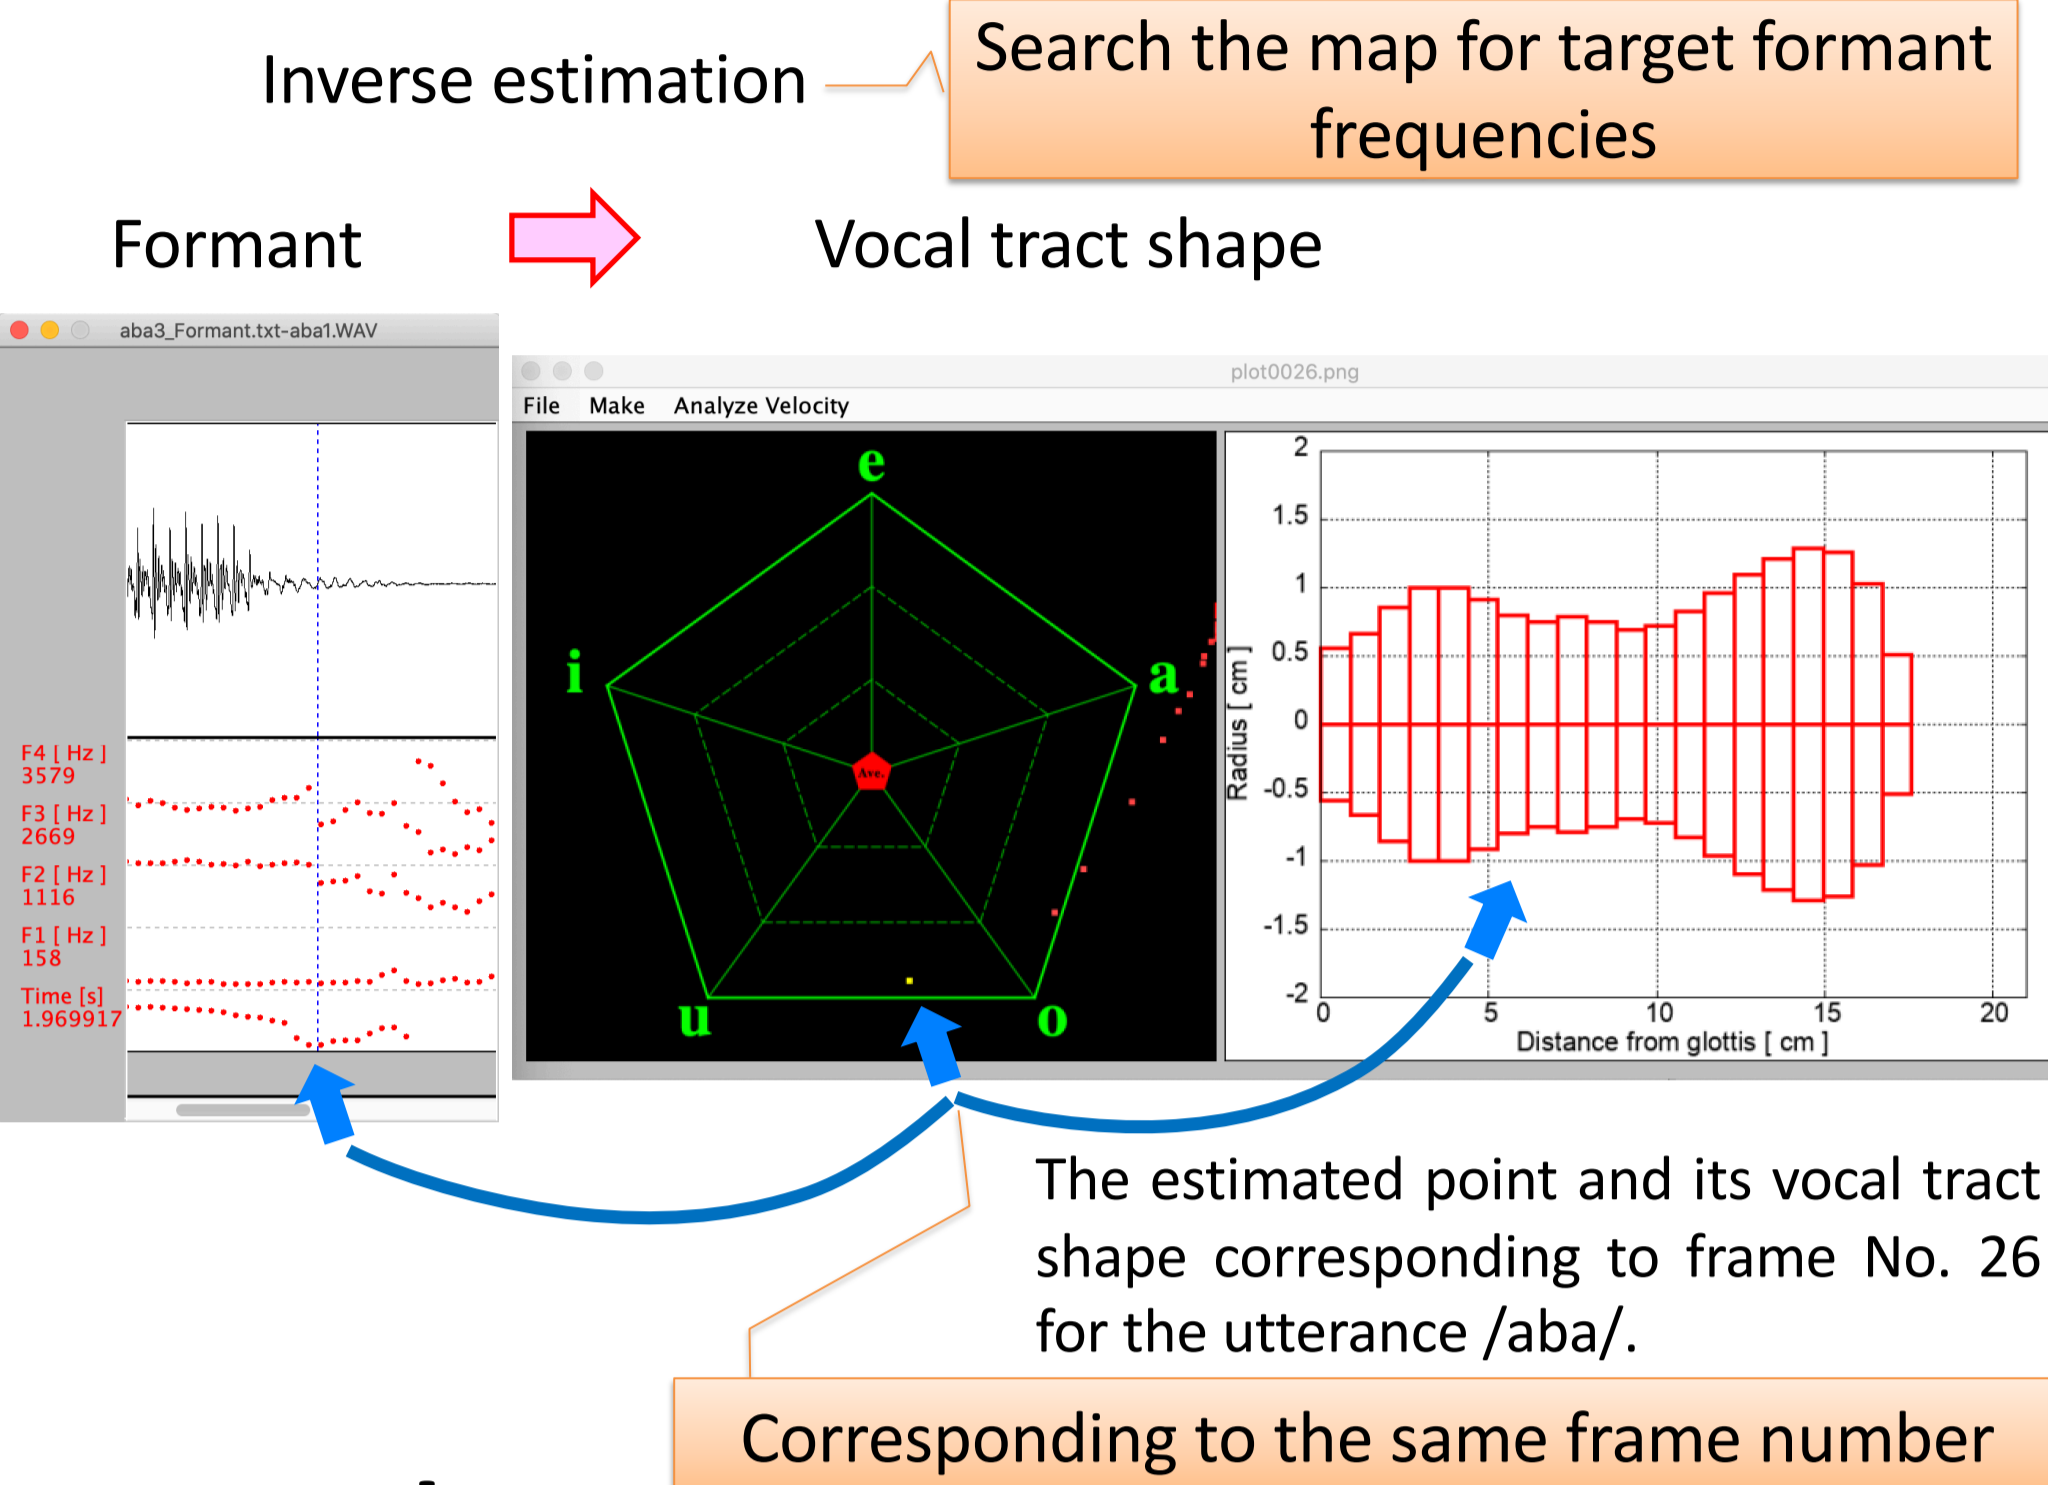 Inverse estimation
Search the map for target formant
frequencies
Formant
Vocal tract shape
aba3_Formant.txt-aba1.WAV
F4 [ Hz ]
3579
F3 [ Hz ]
2669
F2 [ Hz ]
1116
F1 [ Hz ]
158
Time [s]
1.969917
plot0026.png
File Make Analyze Velocity
e
i
a
Ave.
u
o
2
1.5
1
0.5
0
-0.5
-1
-1.5
-2
Radius [ cm ]
0 5 10 15 20
Distance from glottis [ cm ]
The estimated point and its vocal tract
shape corresponding to frame No. 26
for the utterance /aba/.
Corresponding to the same frame number